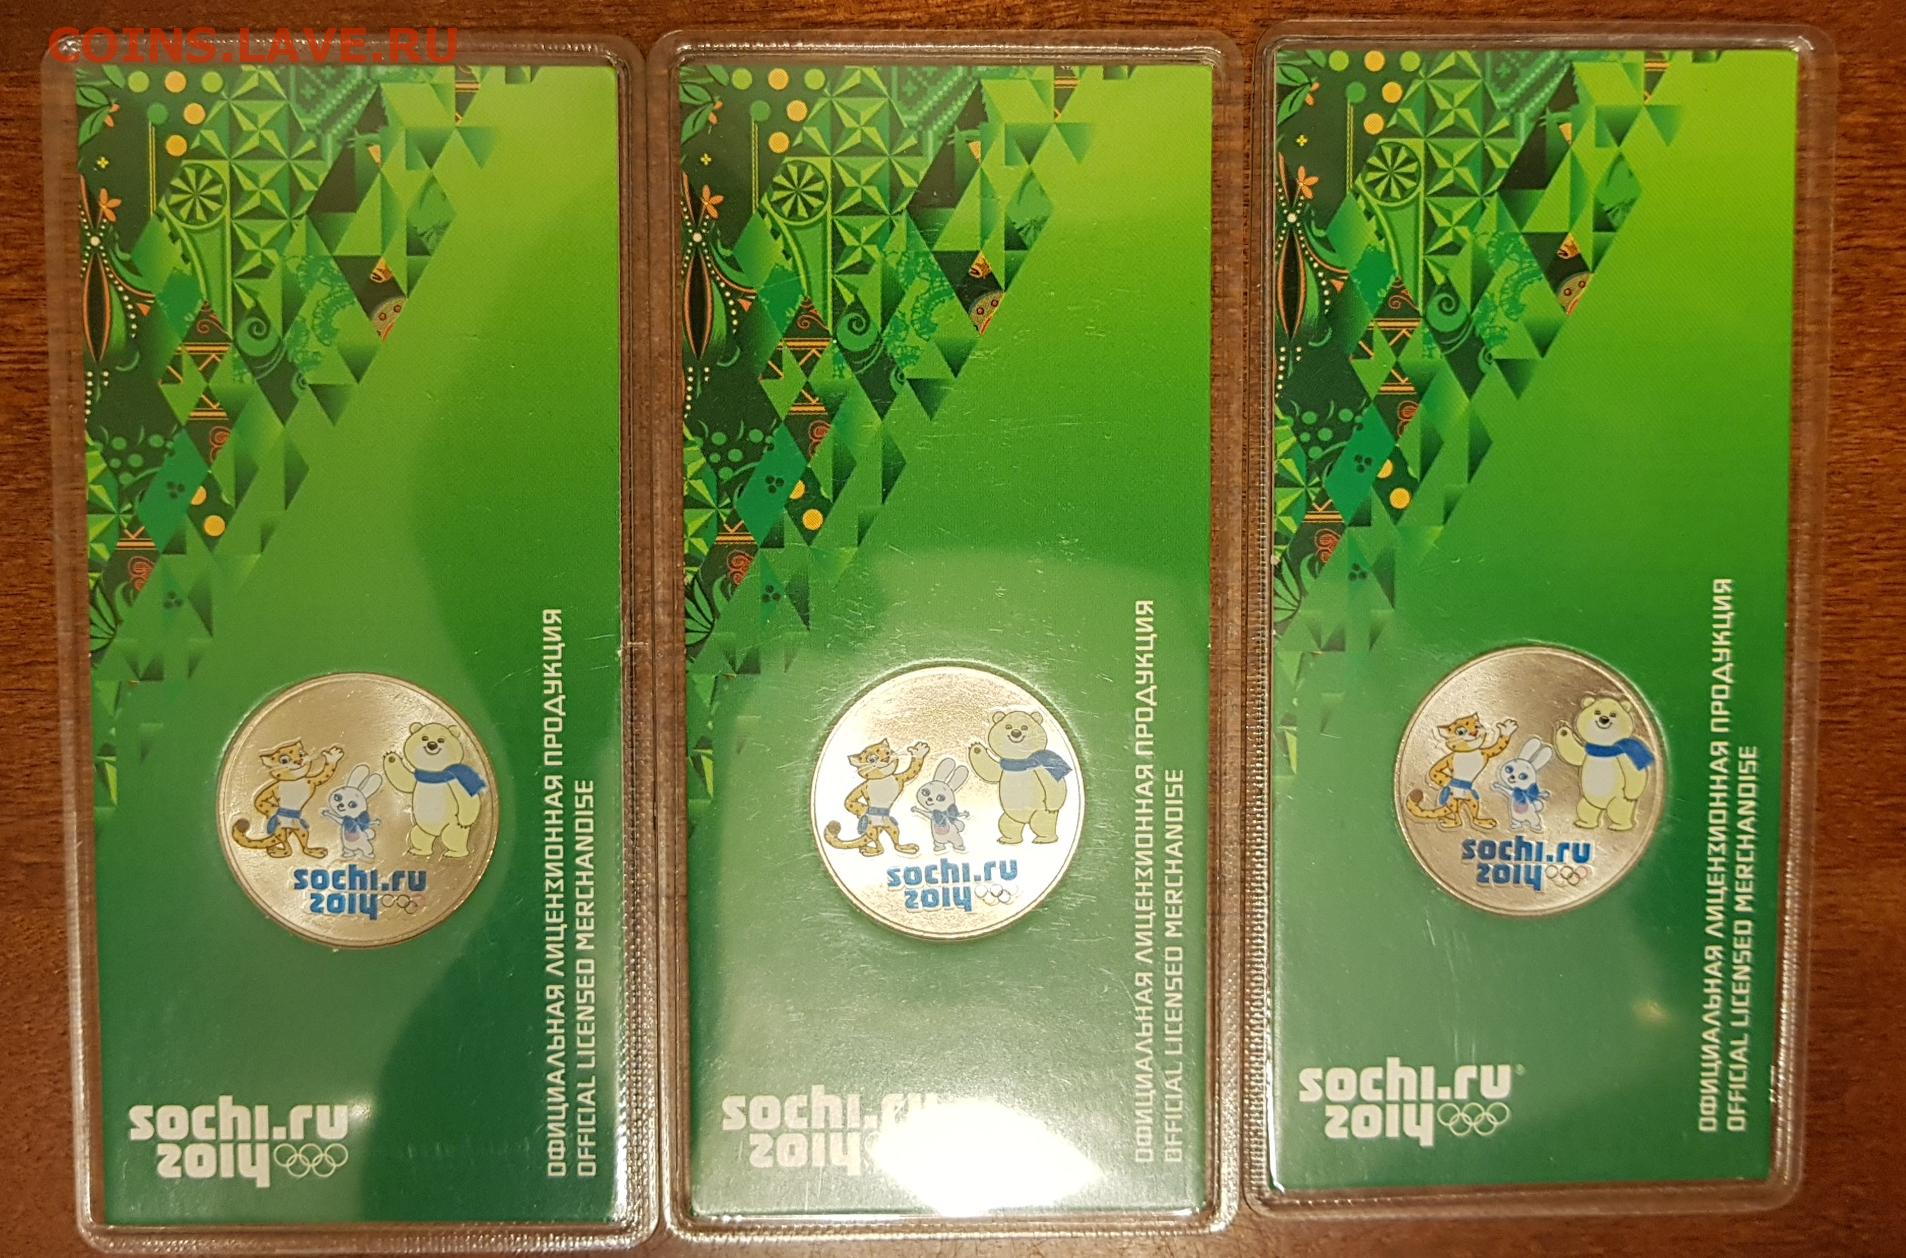 COINS.LAVE.RU
sochi.ru
2014
ОФИЦИАЛЬНАЯ ЛИЦЕНЗИОННАЯ ПРОДУКЦИЯ
OFFICIAL LICENSED MERCHANDISE
sochi.ru
2014
sochi.ru
2014
ОФИЦИАЛЬНАЯ ЛИЦЕНЗИОННАЯ ПРОДУКЦИЯ
OFFICIAL LICENSED MERCHANDISE
sochi.ru
2014
sochi.ru
2014
ОФИЦИАЛЬНАЯ ЛИЦЕНЗИОННАЯ ПРОДУКЦИЯ
OFFICIAL LICENSED MERCHANDISE
sochi.ru
2014